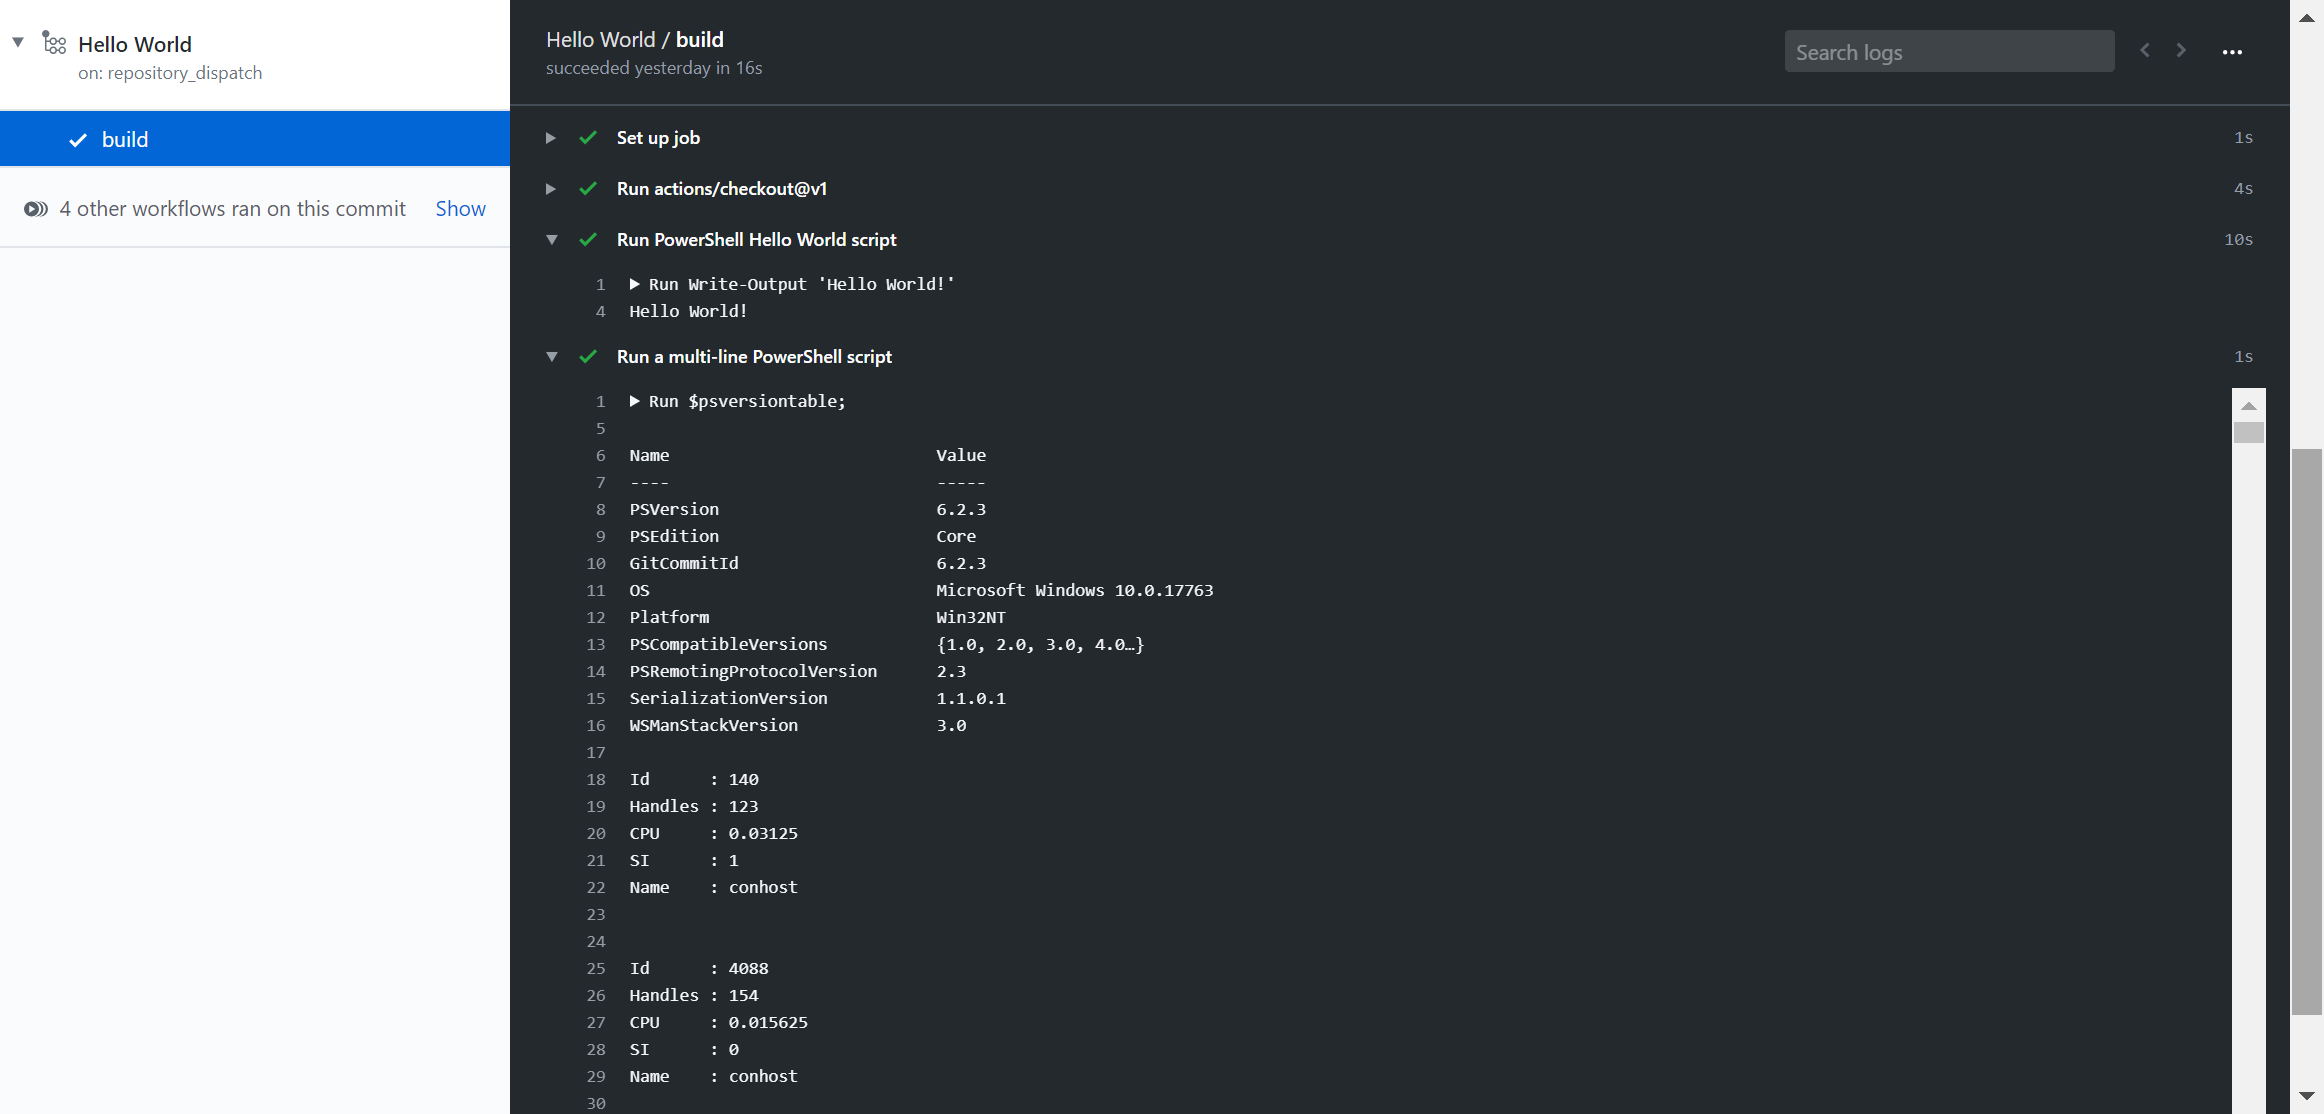 Hello World
on: repository_dispatch
build
4 other workflows ran on this commit Show
Hello World / build
succeeded yesterday in 16s
Search logs
Set up job 1s
Run actions/checkout@v1 4s
Run PowerShell Hello World script 10s
1 Run Write-Output 'Hello World!'
4 Hello World!
Run a multi-line PowerShell script 1s
1 Run $psversiontable;
5
6 Name Value
7 ---- -----
8 PSVersion 6.2.3
9 PSEdition Core
10 GitCommitId 6.2.3
11 OS Microsoft Windows 10.0.17763
12 Platform Win32NT
13 PSCompatibleVersions {1.0, 2.0, 3.0, 4.0…}
14 PSRemotingProtocolVersion 2.3
15 SerializationVersion 1.1.0.1
16 WSManStackVersion 3.0
17
18 Id : 140
19 Handles : 123
20 CPU : 0.03125
21 SI : 1
22 Name : conhost
23
24
25 Id : 4088
26 Handles : 154
27 CPU : 0.015625
28 SI : 0
29 Name : conhost
30